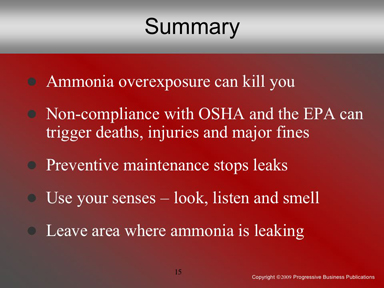 Summary
Ammonia overexposure can kill you
Non-compliance with OSHA and the EPA can
trigger deaths, injuries and major fines
Preventive maintenance stops leaks
Use your senses – look, listen and smell
Leave area where ammonia is leaking
15
Copyright ©2009 Progressive Business Publications